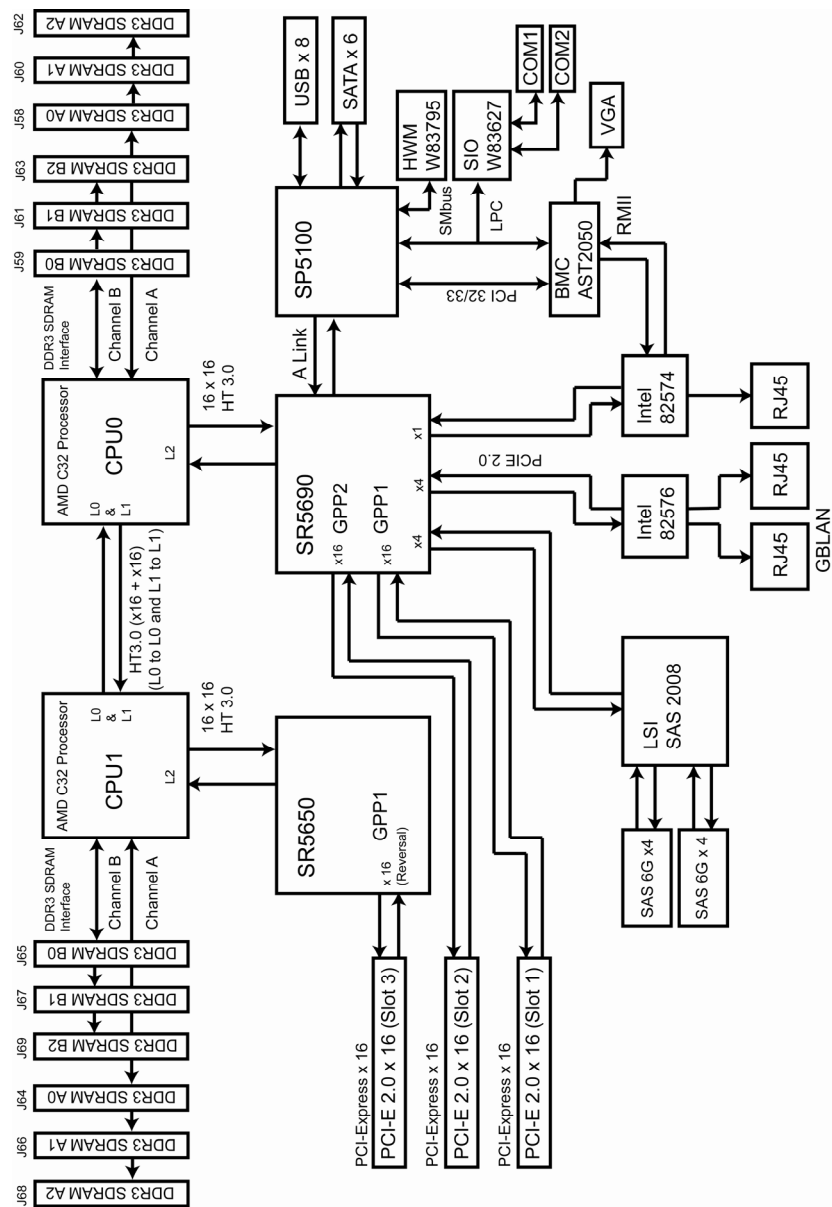 J68
DDR3 SDRAM A2
J66
DDR3 SDRAM A1
J64
DDR3 SDRAM A0
J69
DDR3 SDRAM B2
J67
DDR3 SDRAM B1
J65
DDR3 SDRAM B0
DDR3 SDRAM
Interface
Channel B
Channel A
AMD C32 Processor
CPU1
L0
&
L1
L2
HT3.0 (x16 + x16)
(L0 to L0 and L1 to L1)
AMD C32 Processor
CPU0
L0
&
L1
L2
DDR3 SDRAM
Interface
Channel B
Channel A
J59
DDR3 SDRAM B0
J61
DDR3 SDRAM B1
J63
DDR3 SDRAM B2
J58
DDR3 SDRAM A0
J60
DDR3 SDRAM A1
J62
DDR3 SDRAM A2
16 x 16
HT 3.0
16 x 16
HT 3.0
SR5650
GPP1
x 16
(Reversal)
SR5690
x16 GPP2
x16 GPP1
x4
x4
x1
A Link
SP5100
USB x 8
SATA x 6
SMbus
HWM
W83795
LPC
SIO
W83627
COM1
COM2
PCI 32/33
BMC
AST2050
VGA
RMII
PCI-Express x 16
PCI-E 2.0 x 16 (Slot 3)
PCI-Express x 16
PCI-E 2.0 x 16 (Slot 2)
PCI-Express x 16
PCI-E 2.0 x 16 (Slot 1)
PCIE 2.0
LSI
SAS 2008
SAS 6G x4
SAS 6G x 4
Intel
82576
Intel
82574
RJ45
RJ45
RJ45
GBLAN